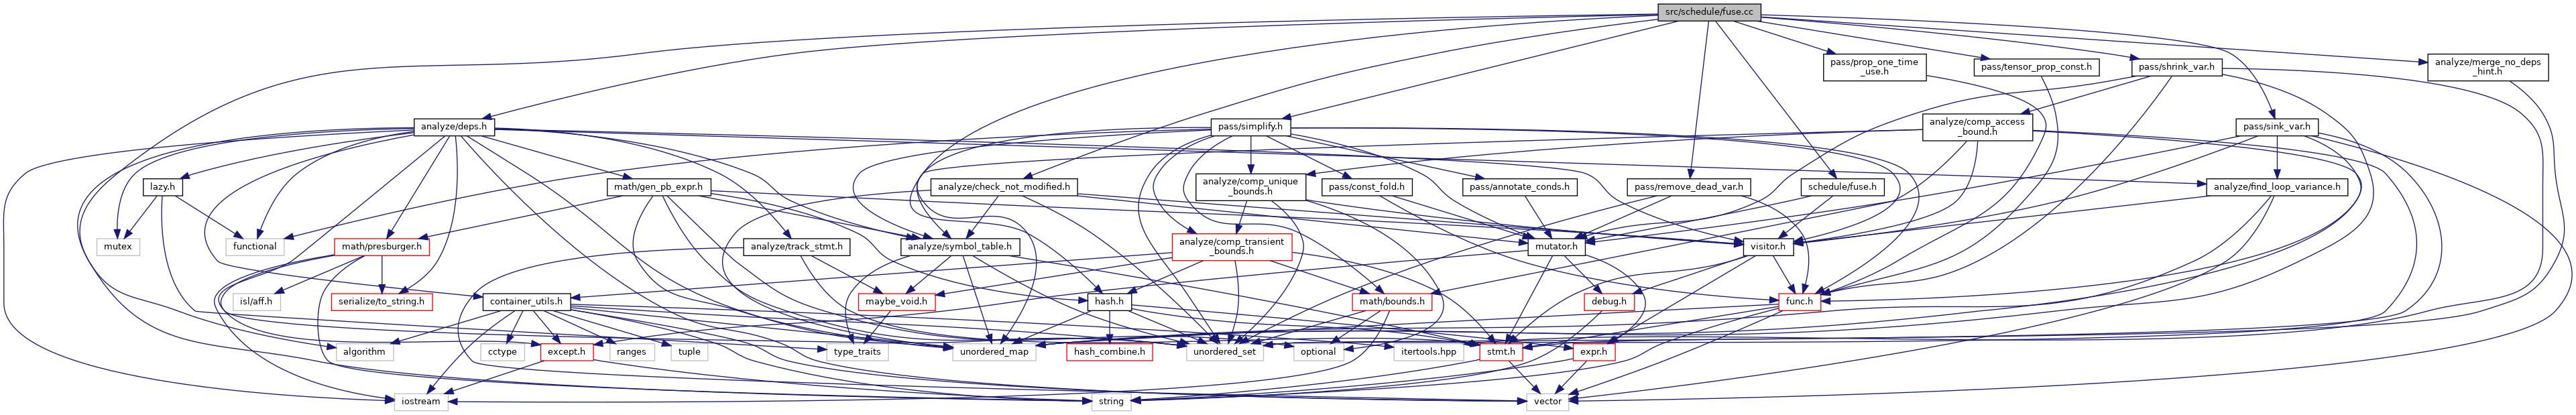 src/schedule/fuse.cc
pass/prop_one_time
_use.h
pass/tensor_prop_const.h
pass/shrink_var.h
analyze/merge_no_deps
_hint.h
analyze/deps.h
pass/simplify.h
analyze/comp_access
_bound.h
pass/sink_var.h
lazy.h
math/gen_pb_expr.h
analyze/check_not_modified.h
analyze/comp_unique
_bounds.h
pass/const_fold.h
pass/annotate_conds.h
pass/remove_dead_var.h
schedule/fuse.h
analyze/find_loop_variance.h
mutex
functional
math/presburger.h
analyze/track_stmt.h
analyze/symbol_table.h
analyze/comp_transient
_bounds.h
mutator.h
visitor.h
isl/aff.h
serialize/to_string.h
container_utils.h
maybe_void.h
hash.h
math/bounds.h
debug.h
func.h
algorithm
cctype
except.h
ranges
tuple
type_traits
unordered_map
hash_combine.h
unordered_set
optional
itertools.hpp
stmt.h
expr.h
iostream
string
vector